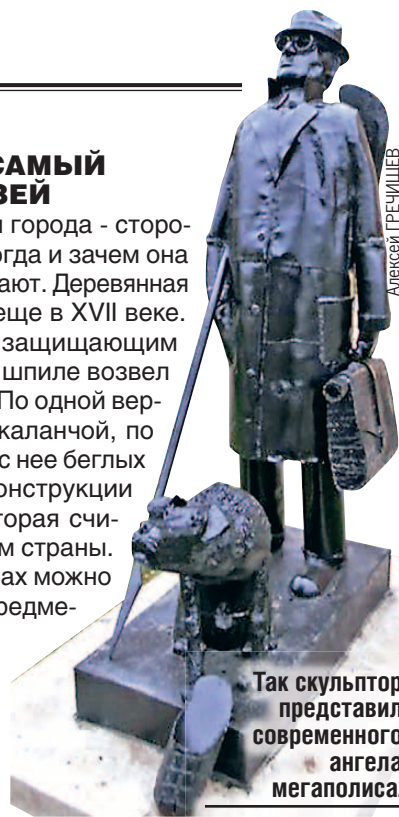 САМЫЙ
ЗЕЙ
и города - сторо-
огда и зачем она
ают. Деревянная
еще в XVII веке.
защищающим
шпиле возвел
По одной вер-
каланчой, по
с нее беглых
онструкции
торая счи-
м страны.
ах можно
редме-
Алексей ГРЕЧИЩЕВ
Так скульптор
представил
современного
ангела
мегаполиса.